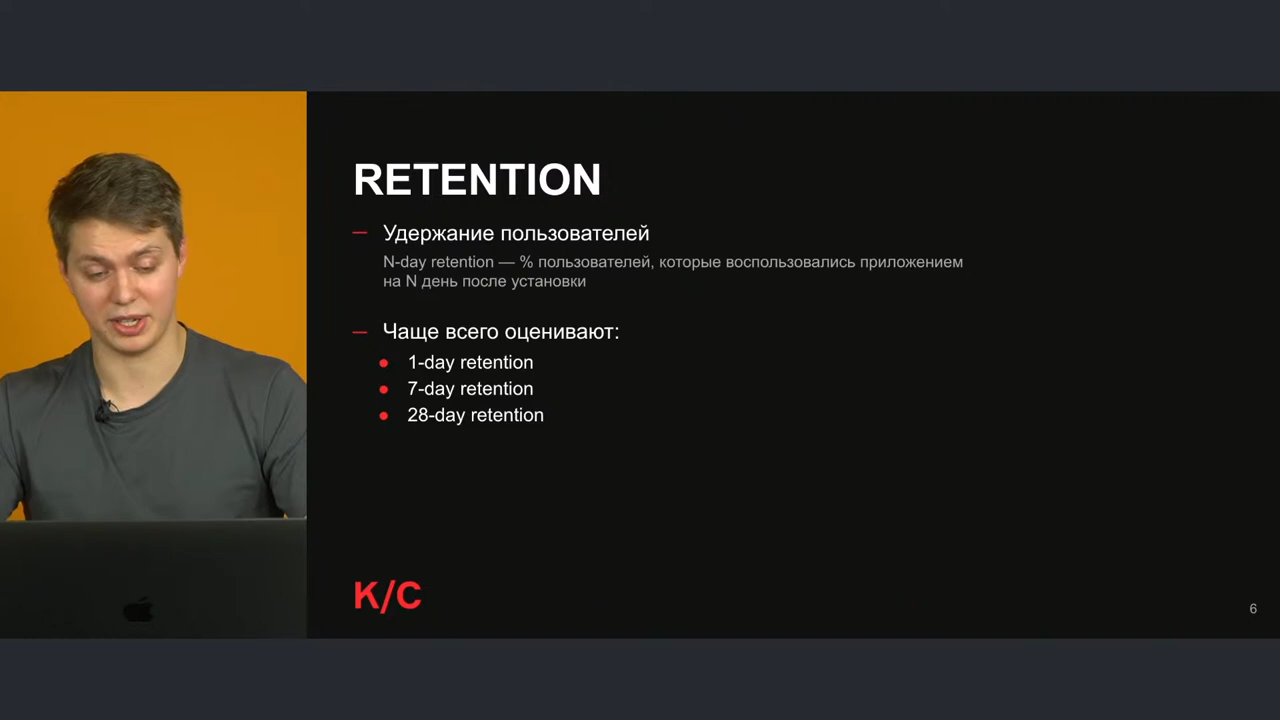 RETENTION
— Удержание пользователей
N-day retention — % пользователей, которые воспользовались приложением
на N день после установки
— Чаще всего оценивают:
● 1-day retention
● 7-day retention
● 28-day retention
K/C
6